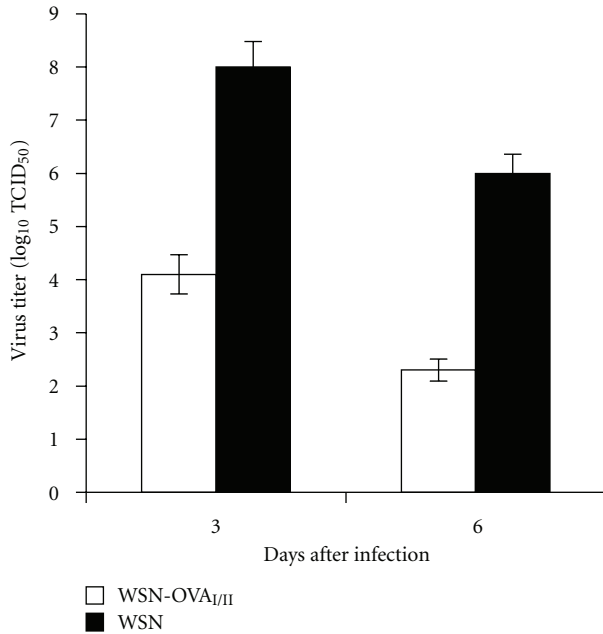 9
8
7
6
5
4
3
2
1
0
Virus titer (log₁₀ TCID₅₀)
3 6
Days after infection
WSN-OVA_I/II
WSN